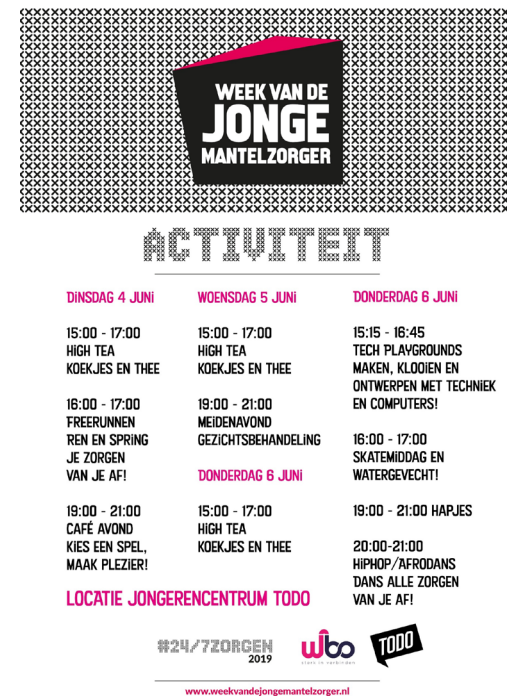 WEEK VAN DE
JONGE
MANTELZORGER
ACTIVITEIT
DINSDAG 4 JUNI
15:00 - 17:00
HIGH TEA
KOEKJES EN THEE
16:00 - 17:00
FREERUNNEN
REN EN SPRING
JE ZORGEN
VAN JE AF!
19:00 - 21:00
CAFÉ AVOND
KIES EEN SPEL,
MAAK PLEZIER!
WOENSDAG 5 JUNI
15:00 - 17:00
HIGH TEA
KOEKJES EN THEE
19:00 - 21:00
MEIDENAVOND
GEZICHTSBEHANDELING
DONDERDAG 6 JUNI
15:00 - 17:00
HIGH TEA
KOEKJES EN THEE
DONDERDAG 6 JUNI
15:15 - 16:45
TECH PLAYGROUNDS
MAKEN, KLOOIEN EN
ONTWERPEN MET TECHNIEK
EN COMPUTERS!
16:00 - 17:00
SKATEMIDDAG EN
WATERGEVECHT!
19:00 - 21:00 HAPJES
20:00-21:00
HIPHOP/AFRODANS
DANS ALLE ZORGEN
VAN JE AF!
LOCATIE JONGERENCENTRUM TODO
#24/7ZORGEN
2019
wbo
sterk in verbinden
TODO
www.weekvandejongemantelzorger.nl